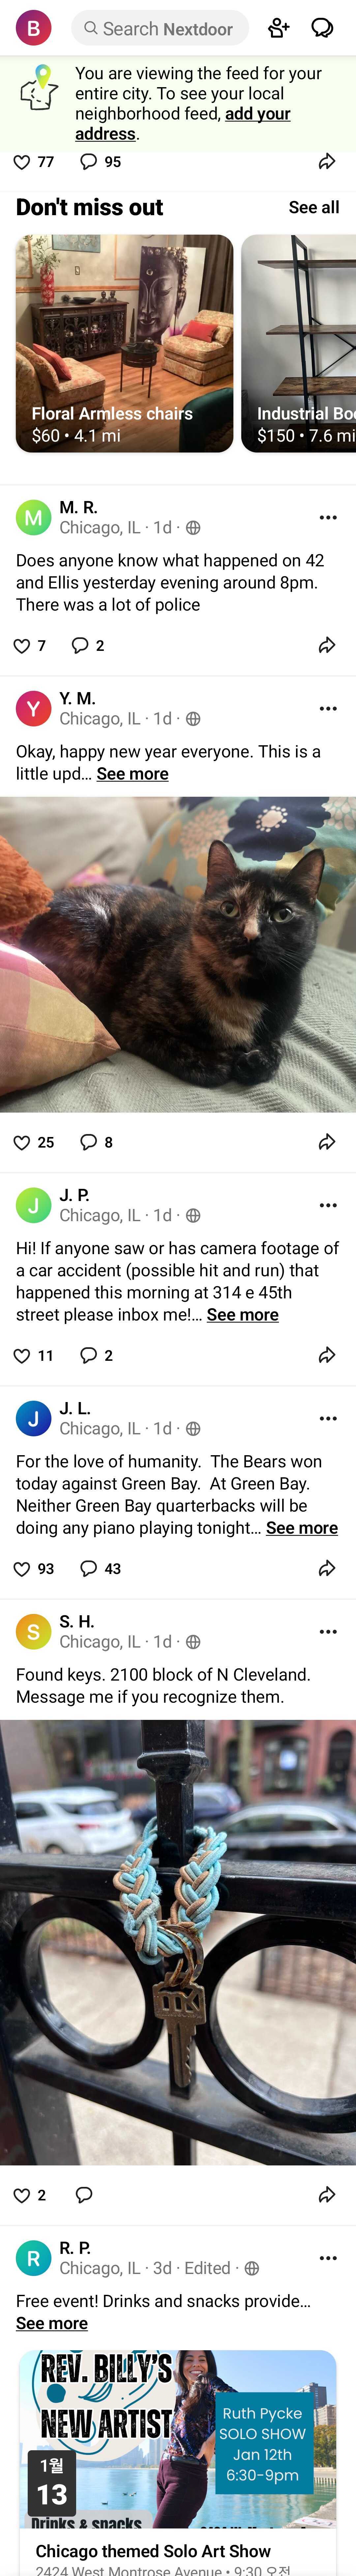 B
Search Nextdoor
You are viewing the feed for your
entire city. To see your local
neighborhood feed, add your
address.
77 95
Don't miss out See all
Floral Armless chairs
$60 • 4.1 mi
Industrial Bo
$150 • 7.6 mi
M
M. R.
Chicago, IL · 1d ·
Does anyone know what happened on 42
and Ellis yesterday evening around 8pm.
There was a lot of police
7 2
Y
Y. M.
Chicago, IL · 1d ·
Okay, happy new year everyone. This is a
little upd... See more
25 8
J
J. P.
Chicago, IL · 1d ·
Hi! If anyone saw or has camera footage of
a car accident (possible hit and run) that
happened this morning at 314 e 45th
street please inbox me!... See more
11 2
J
J. L.
Chicago, IL · 1d ·
For the love of humanity.  The Bears won
today against Green Bay.  At Green Bay.
Neither Green Bay quarterbacks will be
doing any piano playing tonight... See more
93 43
S
S. H.
Chicago, IL · 1d ·
Found keys. 2100 block of N Cleveland.
Message me if you recognize them.
2
R
R. P.
Chicago, IL · 3d · Edited ·
Free event! Drinks and snacks provide...
See more
REV. BILLY'S
NEW ARTIST
Ruth Pycke
SOLO SHOW
Jan 12th
6:30-9pm
1월
13
Drinks & snacks
Chicago themed Solo Art Show
2424 West Montrose Avenue • 9:30 오전